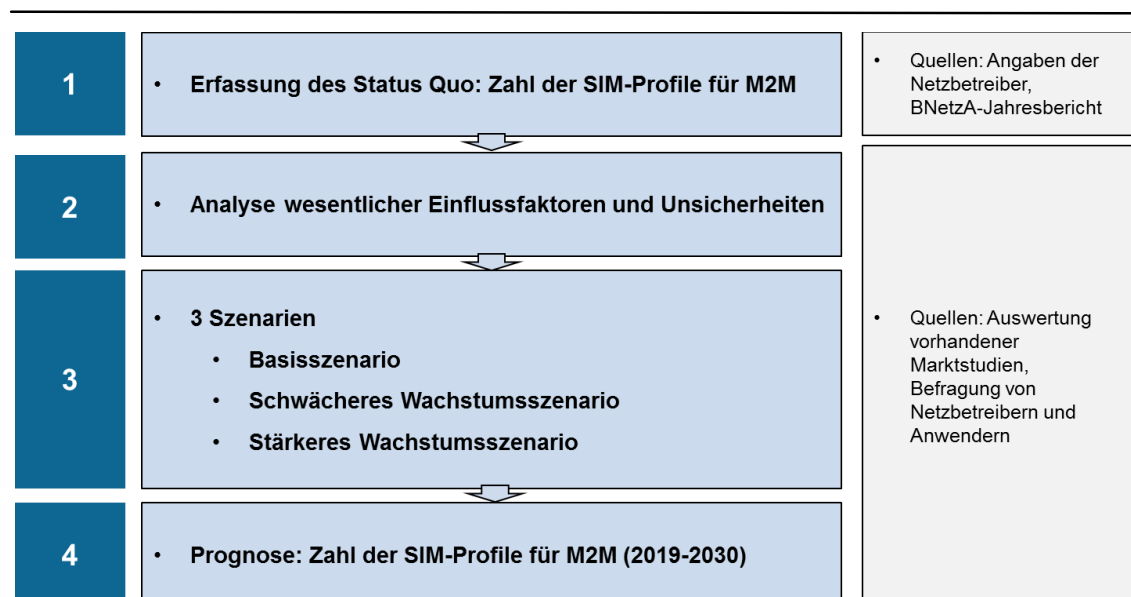 1
• Erfassung des Status Quo: Zahl der SIM-Profile für M2M
• Quellen: Angaben der
Netzbetreiber,
BNetzA-Jahresbericht
2
• Analyse wesentlicher Einflussfaktoren und Unsicherheiten
3
• 3 Szenarien
• Basisszenario
• Schwächeres Wachstumsszenario
• Stärkeres Wachstumsszenario
• Quellen: Auswertung
vorhandener
Marktstudien,
Befragung von
Netzbetreibern und
Anwendern
4
• Prognose: Zahl der SIM-Profile für M2M (2019-2030)